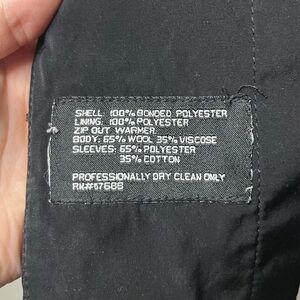 SHELL: 100% BONDED POLYESTER
LINING: 100% POLYESTER
ZIP OUT WARMER:
BODY: 65% WOOL 35% VISCOSE
SLEEVES: 65% POLYESTER
35% COTTON
PROFESSIONALLY DRY CLEAN ONLY
RN#57688